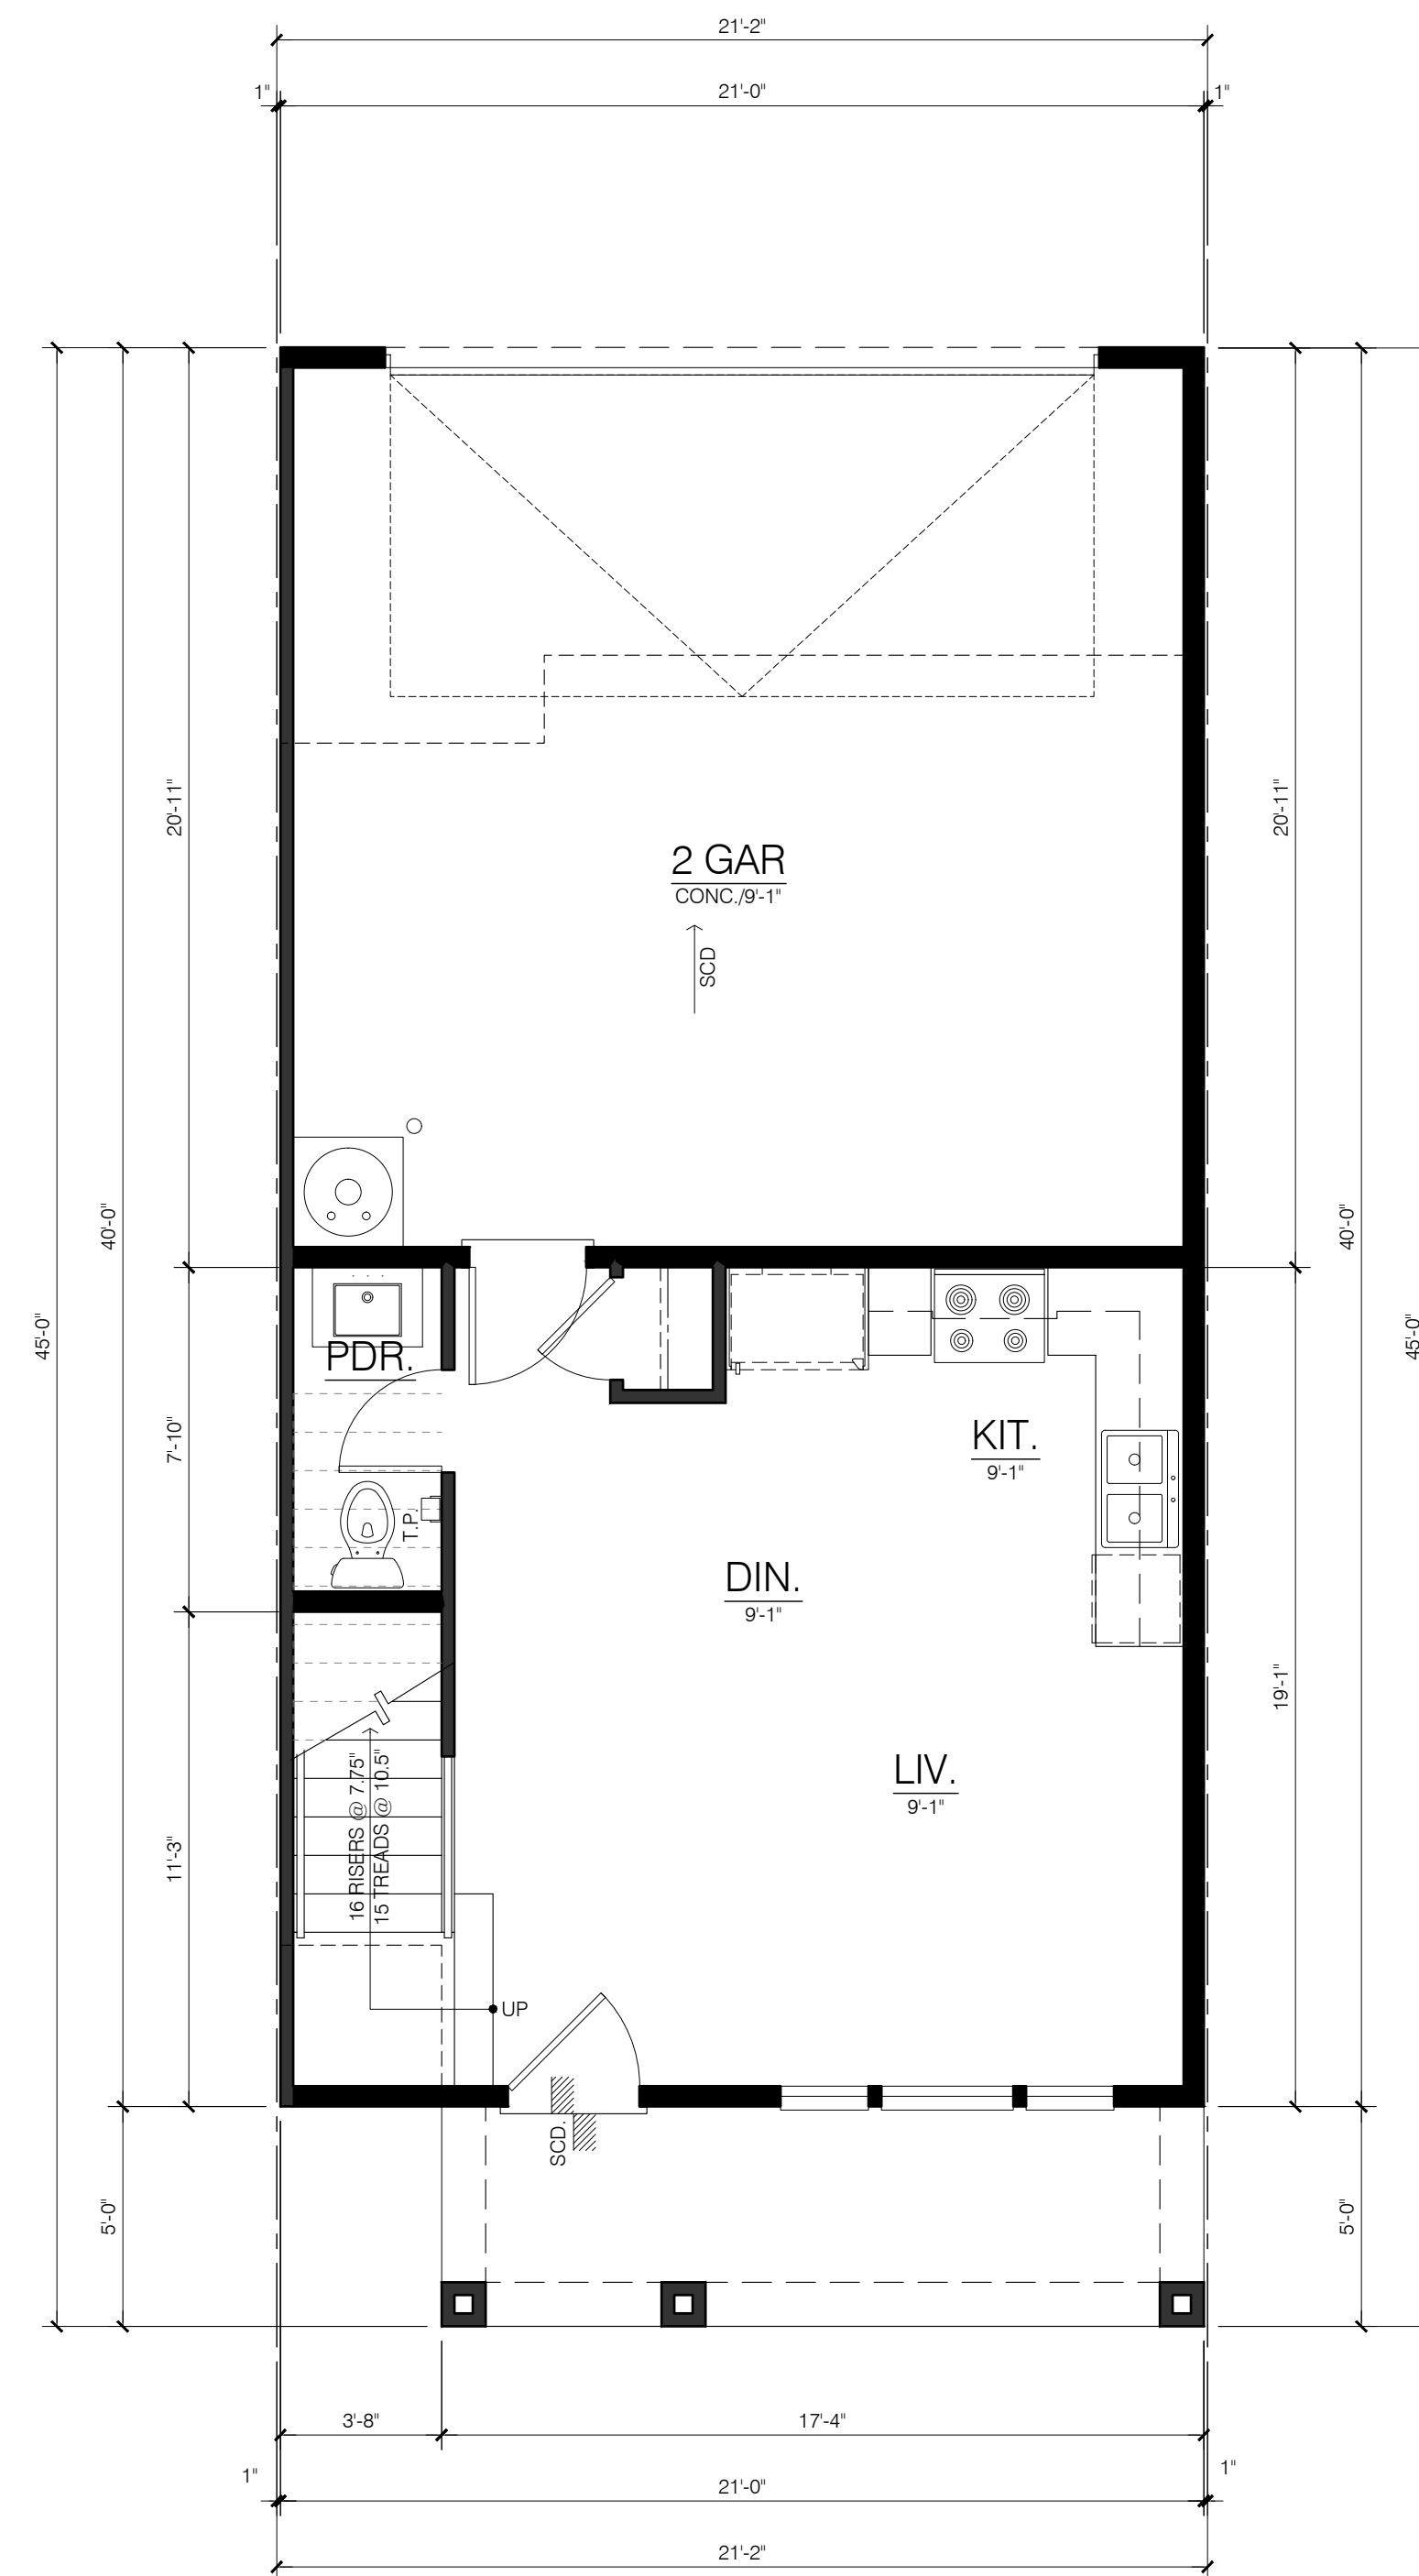 21'-2"
1"
21'-0"
1"
20'-11"
20'-11"
2 GAR
CONC./9'-1"
SCD
40'-0"
40'-0"
45'-0"
45'-0"
PDR.
7'-10"
KIT.
9'-1"
T.P.
DIN.
9'-1"
19'-1"
LIV.
9'-1"
16 RISERS @ 7.75"
15 TREADS @ 10.5"
11'-3"
UP
SCD.
5'-0"
5'-0"
3'-8"
17'-4"
1"
21'-0"
1"
21'-2"